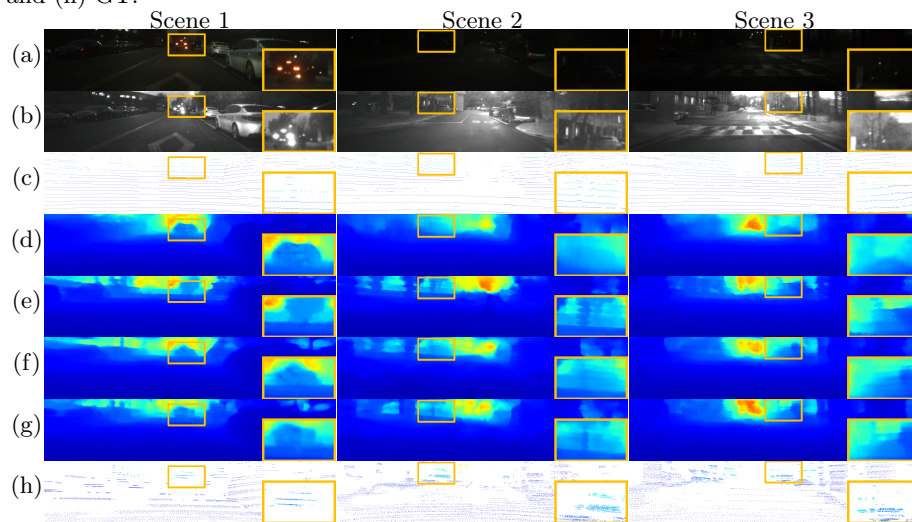 and (h) GT.
Scene 1 Scene 2 Scene 3
(a)
(b)
(c)
(d)
(e)
(f)
(g)
(h)